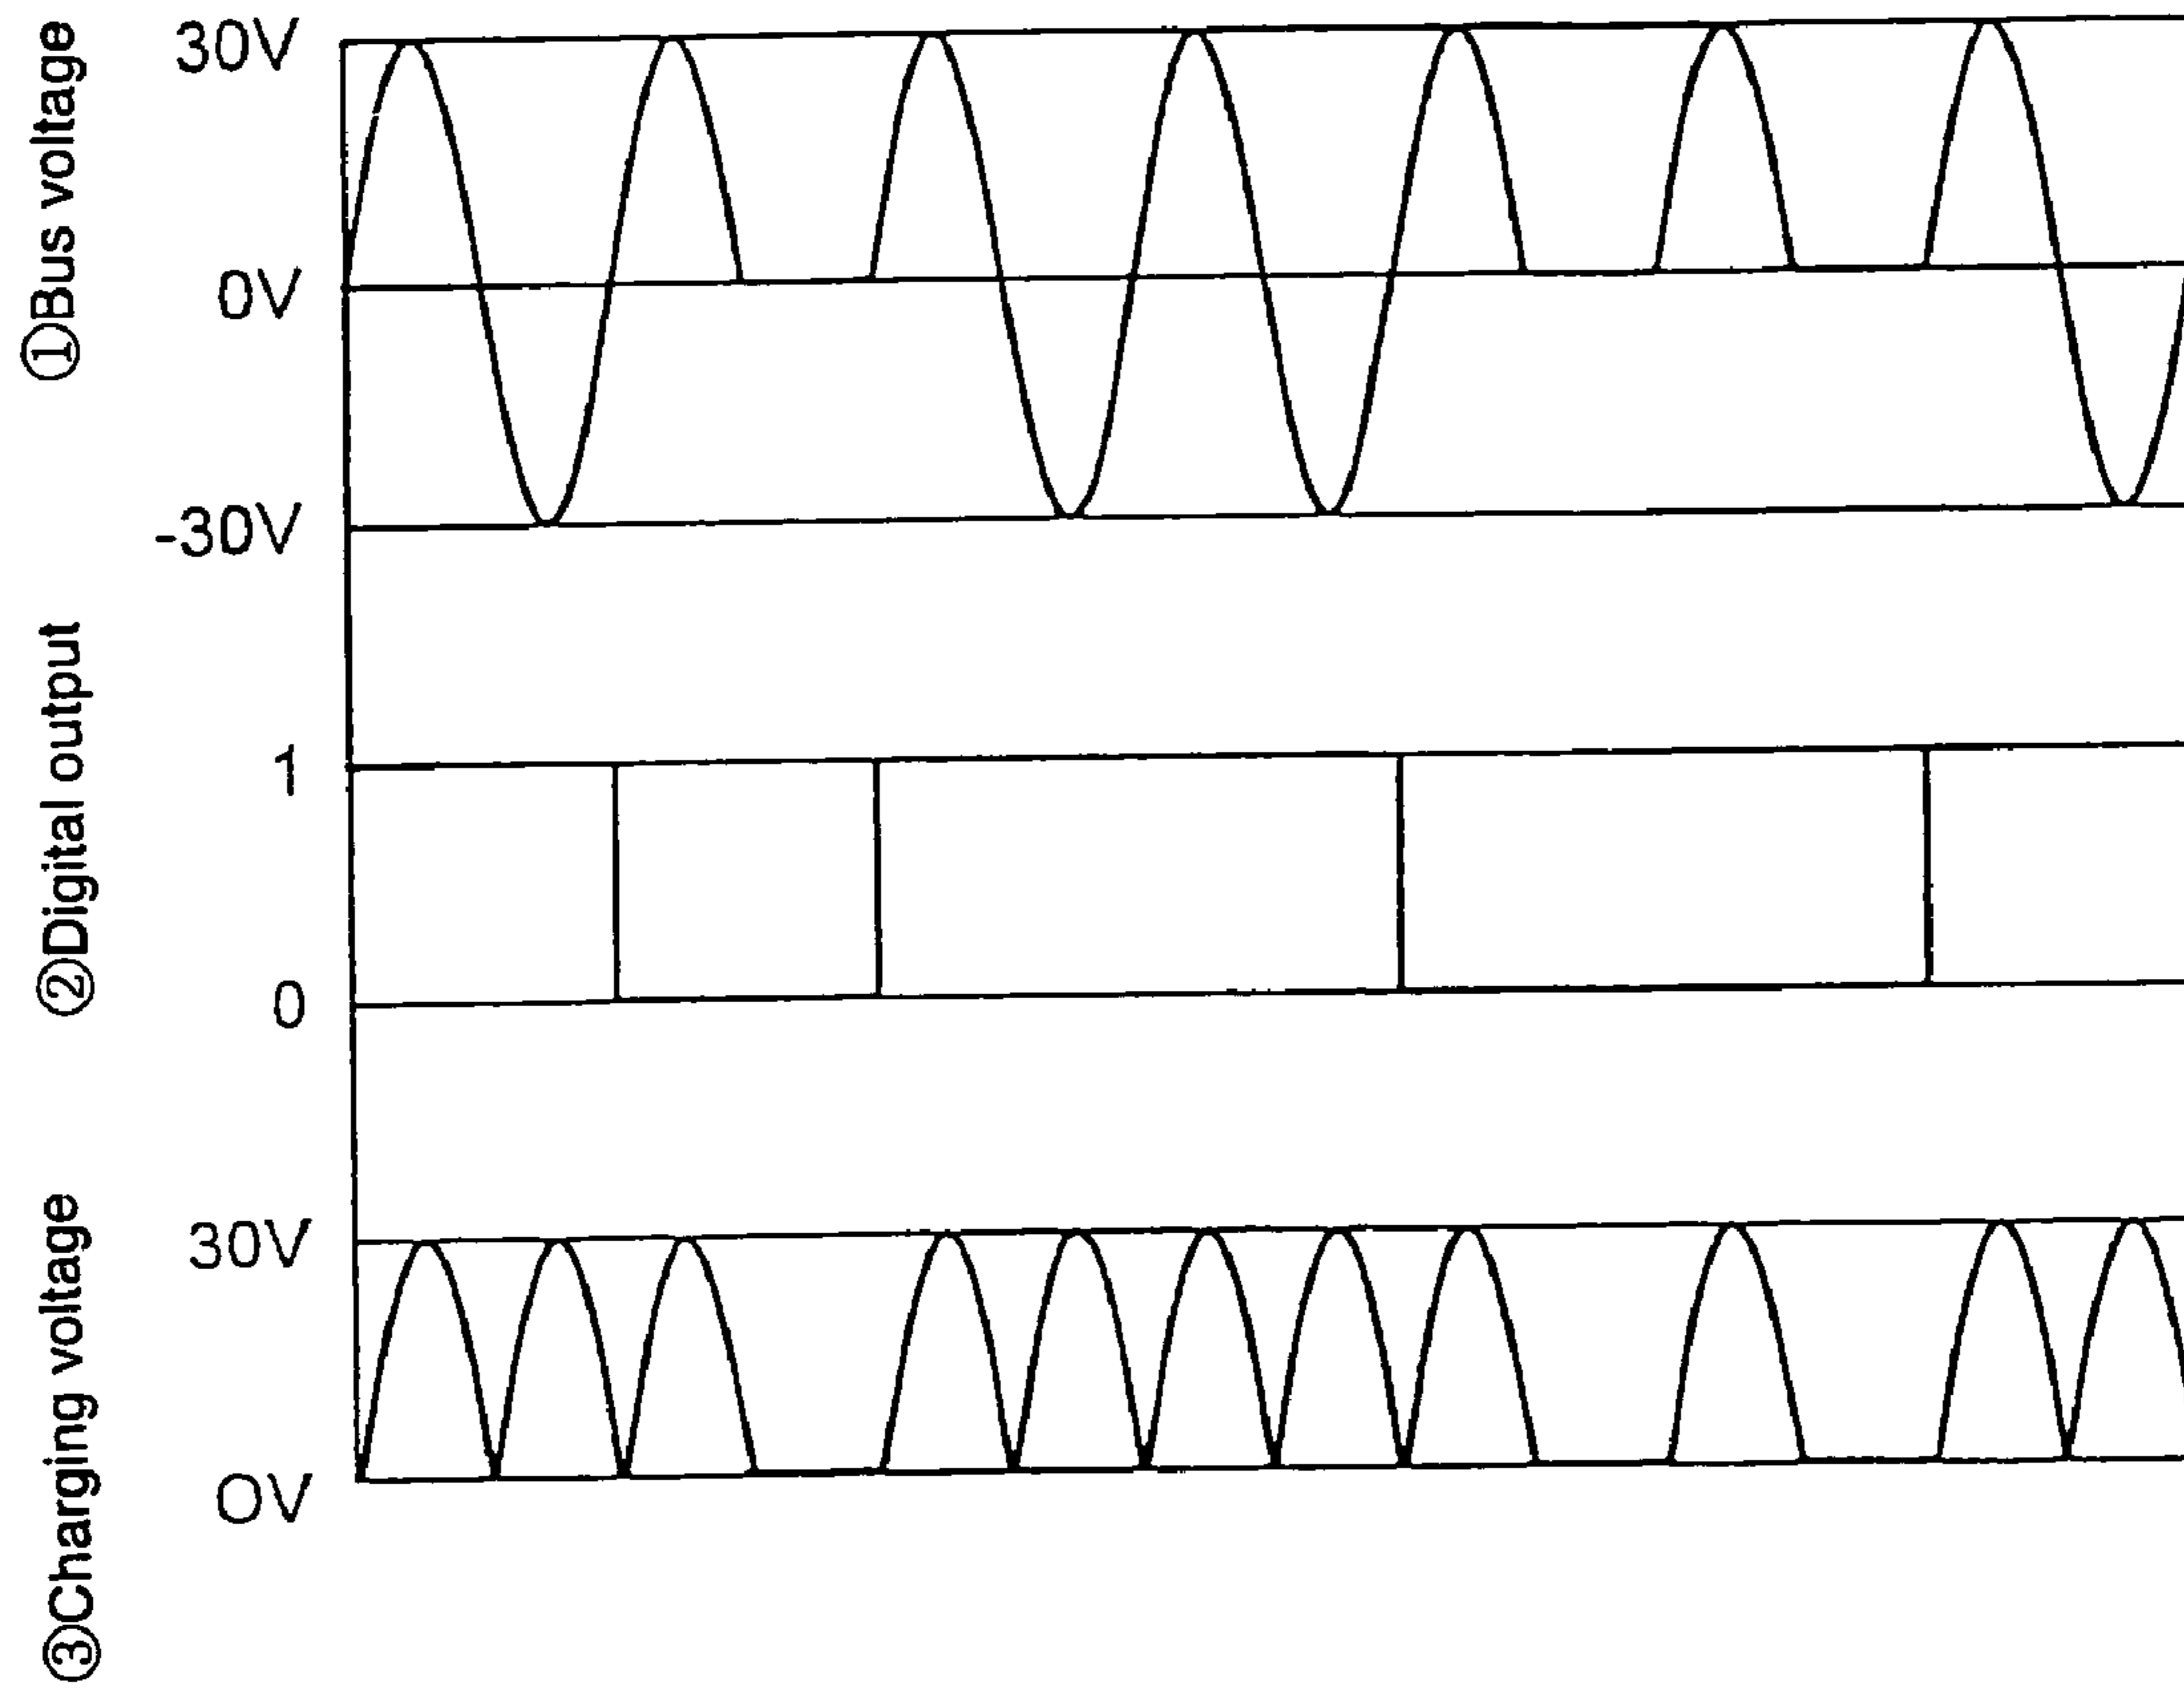 ①Bus voltage
30V
0V
-30V
②Digital output
1
0
③Charging voltage
30V
0V